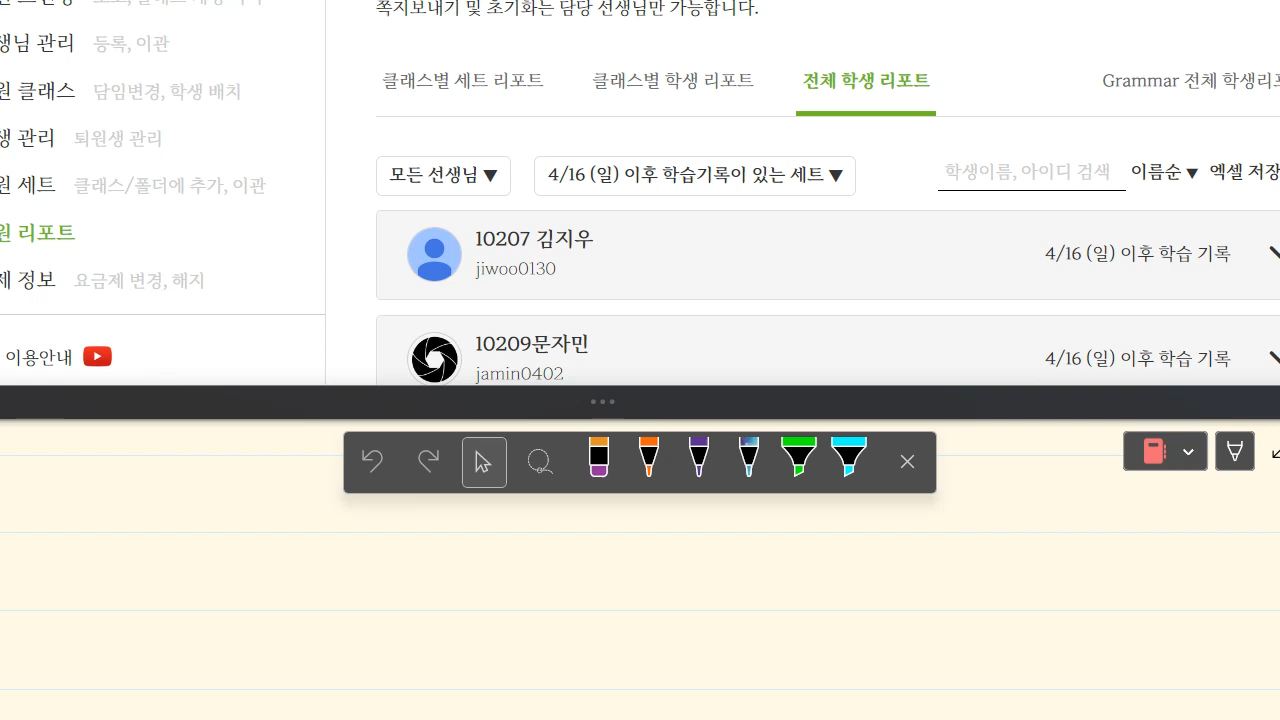 쪽지보내기 및 초기화는 담당 선생님만 가능합니다.
생님 관리 등록, 이관
원 클래스 담임변경, 학생 배치
생 관리 퇴원생 관리
원 세트 클래스/폴더에 추가, 이관
원 리포트
제 정보 요금제 변경, 해지
이용안내
클래스별 세트 리포트
클래스별 학생 리포트
전체 학생 리포트
Grammar 전체 학생리포
모든 선생님 ▼
4/16 (일) 이후 학습기록이 있는 세트 ▼
학생이름, 아이디 검색
이름순 ▼
엑셀 저장
10207 김지우
jiwoo0130
4/16 (일) 이후 학습 기록
10209문자민
jamin0402
4/16 (일) 이후 학습 기록